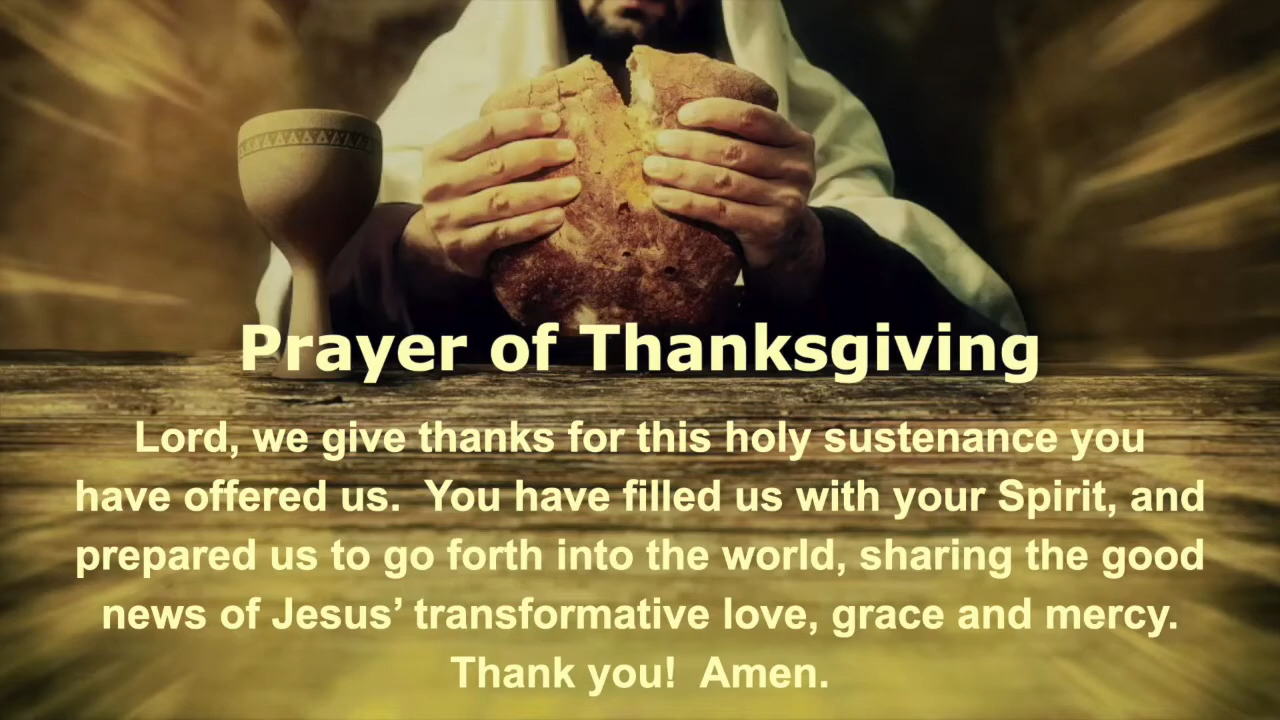 Prayer of Thanksgiving
Lord, we give thanks for this holy sustenance you
have offered us.  You have filled us with your Spirit, and
prepared us to go forth into the world, sharing the good
news of Jesus’ transformative love, grace and mercy.
Thank you!  Amen.